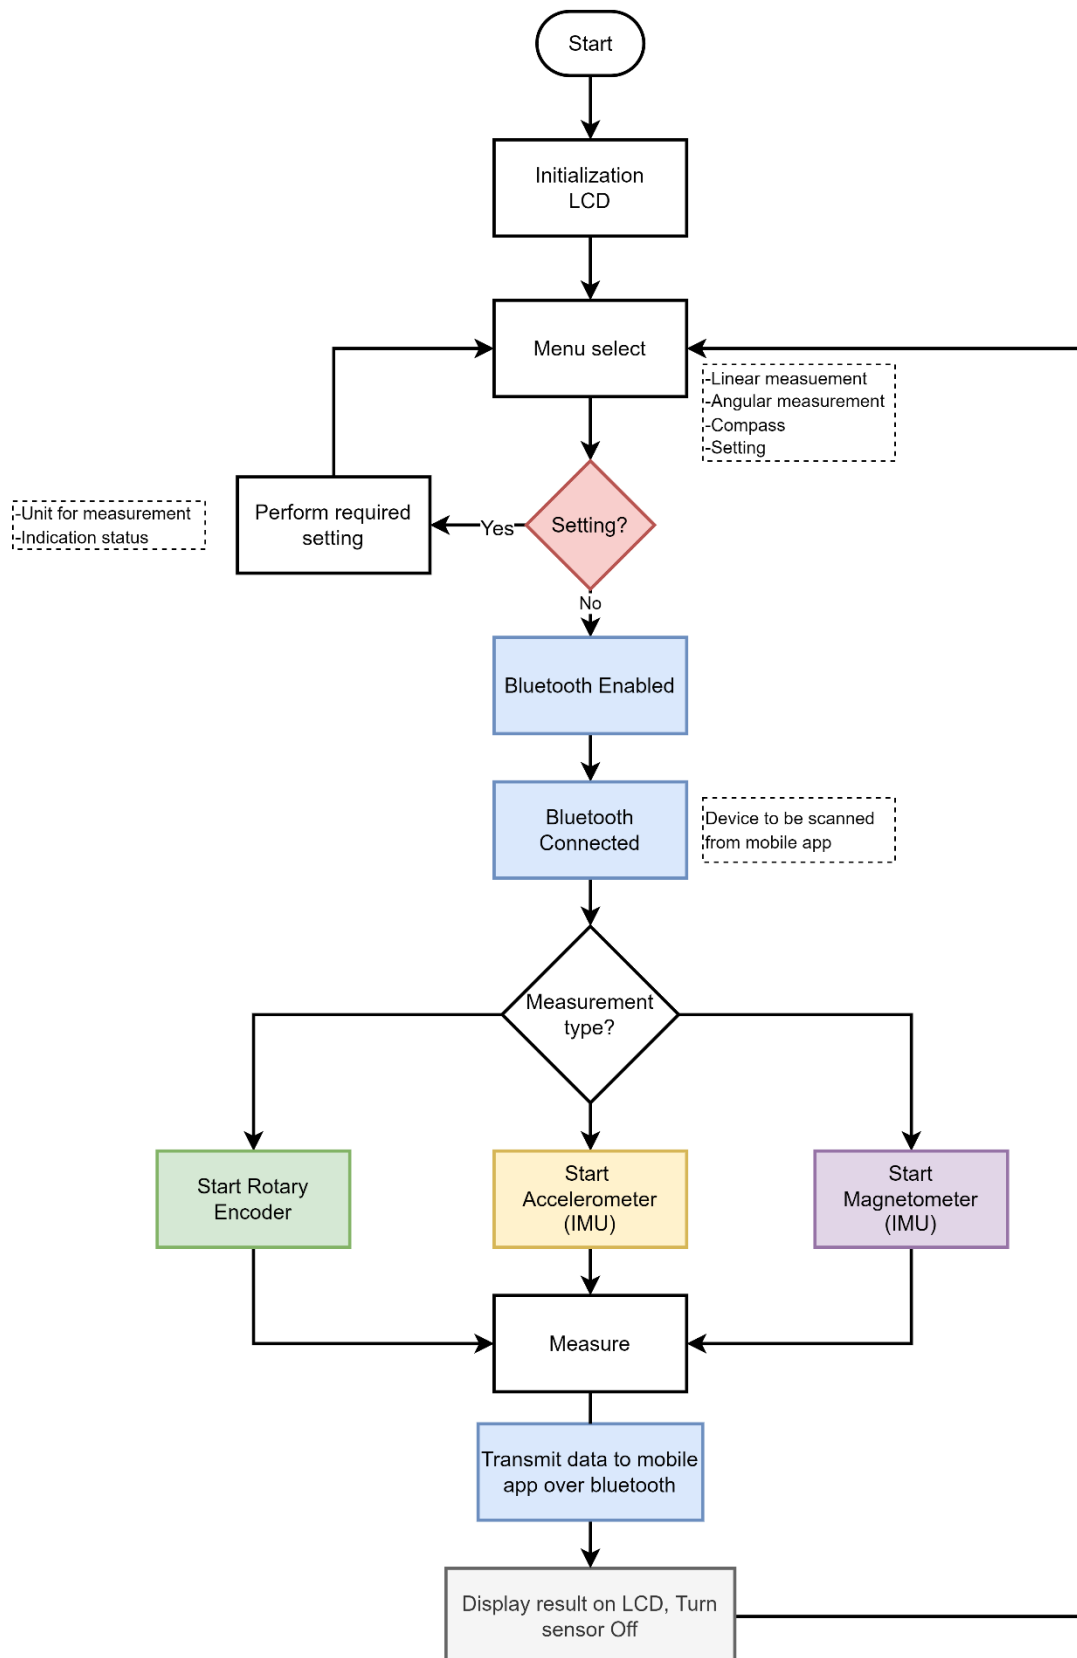 Start
Initialization
LCD
Menu select
-Linear measuement
-Angular measurement
-Compass
-Setting
Setting?
Yes
Perform required
setting
-Unit for measurement
-Indication status
No
Bluetooth Enabled
Bluetooth
Connected
Device to be scanned
from mobile app
Measurement
type?
Start Rotary
Encoder
Start
Accelerometer
(IMU)
Start
Magnetometer
(IMU)
Measure
Transmit data to mobile
app over bluetooth
Display result on LCD, Turn
sensor Off